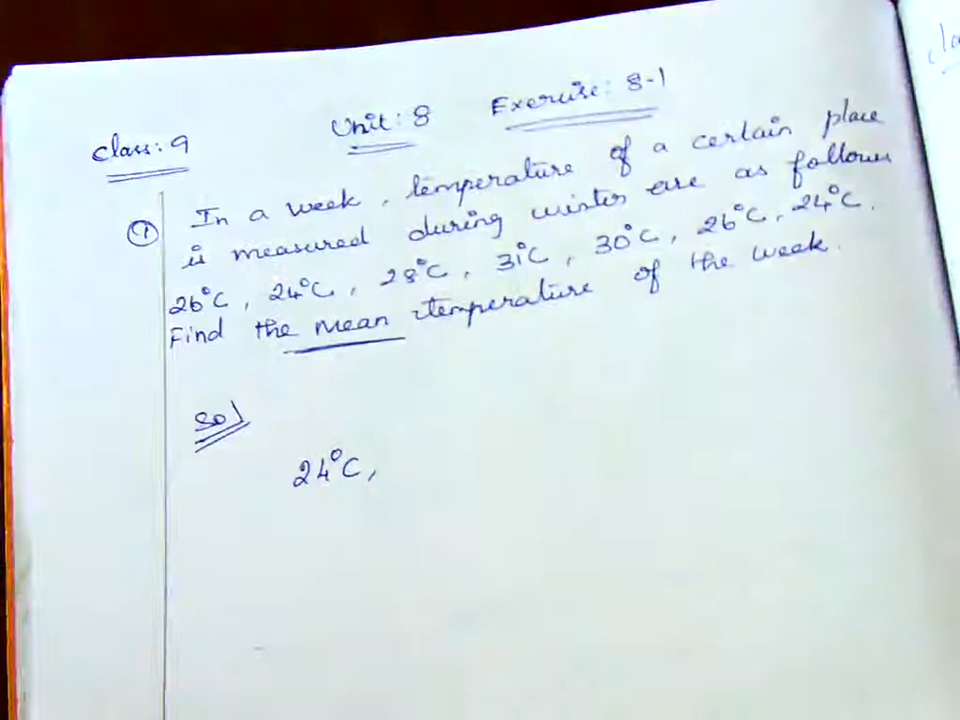 Class: 9 Unit: 8 Exercise: 8-1
① In a week, temperature of a certain place
is measured during winter are as follows
26°C, 24°C, 28°C, 31°C, 30°C, 26°C, 24°C.
Find the mean temperature of the week.
Sol
24°C,